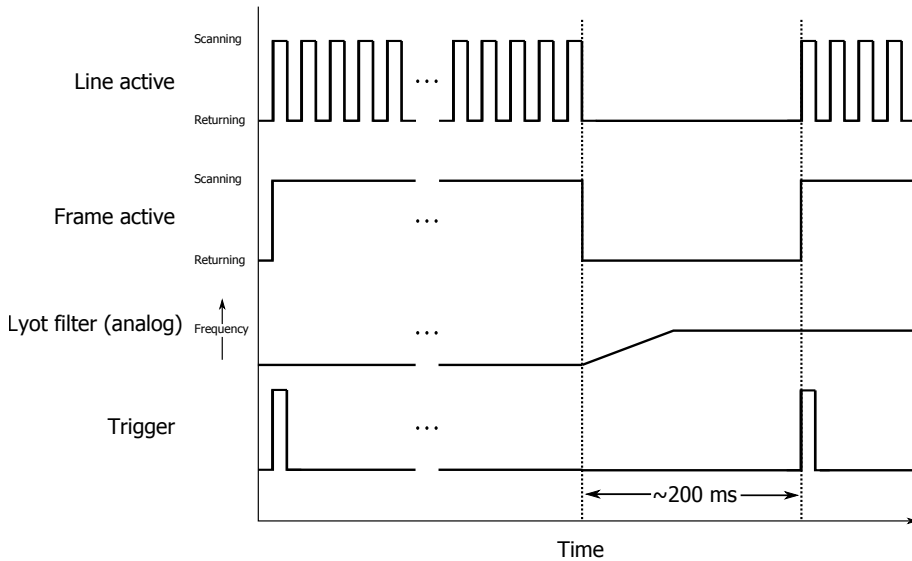 Scanning
Line active
...
Returning
Scanning
Frame active
...
Returning
Lyot filter (analog)
Frequency
...
Trigger
...
~200 ms
Time